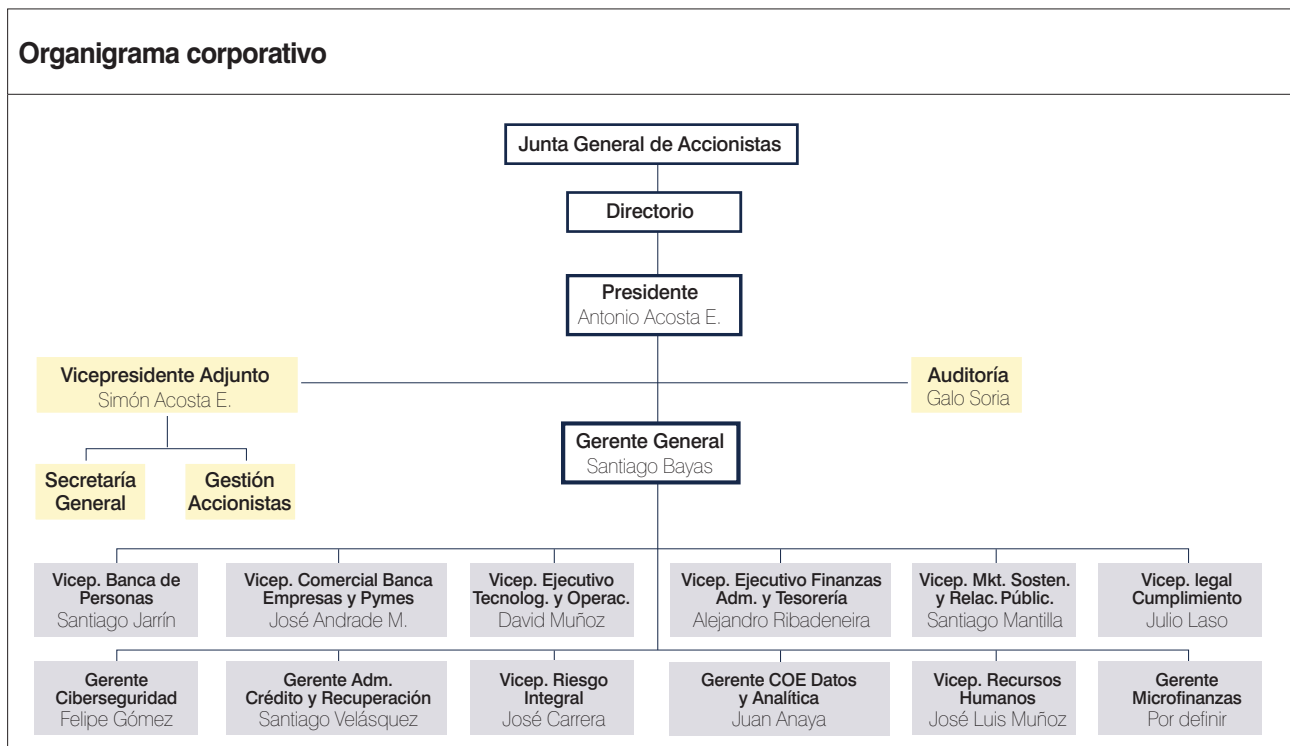 Organigrama corporativo
Junta General de Accionistas
Directorio
Presidente
Antonio Acosta E.
Vicepresidente Adjunto
Simón Acosta E.
Auditoría
Galo Soria
Gerente General
Santiago Bayas
Secretaría
General
Gestión
Accionistas
Vicep. Banca de
Personas
Santiago Jarrín
Vicep. Comercial Banca
Empresas y Pymes
José Andrade M.
Vicep. Ejecutivo
Tecnolog. y Operac.
David Muñoz
Vicep. Ejecutivo Finanzas
Adm. y Tesorería
Alejandro Ribadeneira
Vicep. Mkt. Sosten.
y Relac. Públic.
Santiago Mantilla
Vicep. legal
Cumplimiento
Julio Laso
Gerente
Ciberseguridad
Felipe Gómez
Gerente Adm.
Crédito y Recuperación
Santiago Velásquez
Vicep. Riesgo
Integral
José Carrera
Gerente COE Datos
y Analítica
Juan Anaya
Vicep. Recursos
Humanos
José Luis Muñoz
Gerente
Microfinanzas
Por definir